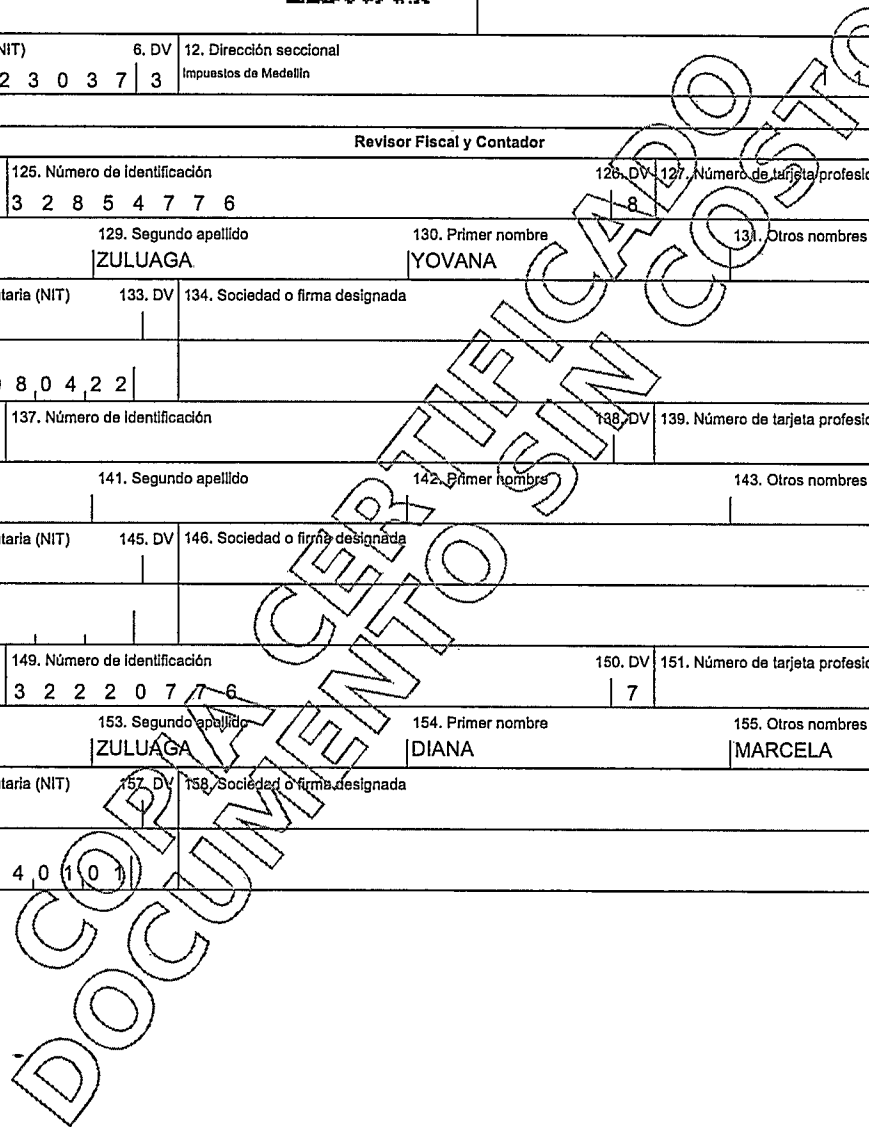 NIT) 6. DV 12. Dirección seccional
2 3 0 3 7 3 Impuestos de Medellín
Revisor Fiscal y Contador
125. Número de identificación 126. DV 127. Número de tarjeta profesio
3 2 8 5 4 7 7 6 8
129. Segundo apellido 130. Primer nombre 131. Otros nombres
ZULUAGA YOVANA
taria (NIT) 133. DV 134. Sociedad o firma designada
8 0 4 2 2
137. Número de identificación 138. DV 139. Número de tarjeta profesio
141. Segundo apellido 142. Primer nombre 143. Otros nombres
taria (NIT) 145. DV 146. Sociedad o firma designada
149. Número de identificación 150. DV 151. Número de tarjeta profesio
3 2 2 2 0 7 7 6 7
153. Segundo apellido 154. Primer nombre 155. Otros nombres
ZULUAGA DIANA MARCELA
taria (NIT) 157. DV 158. Sociedad o firma designada
4 0 1 0 1
COPIA CERTIFICADO
DOCUMENTO SIN COSTO